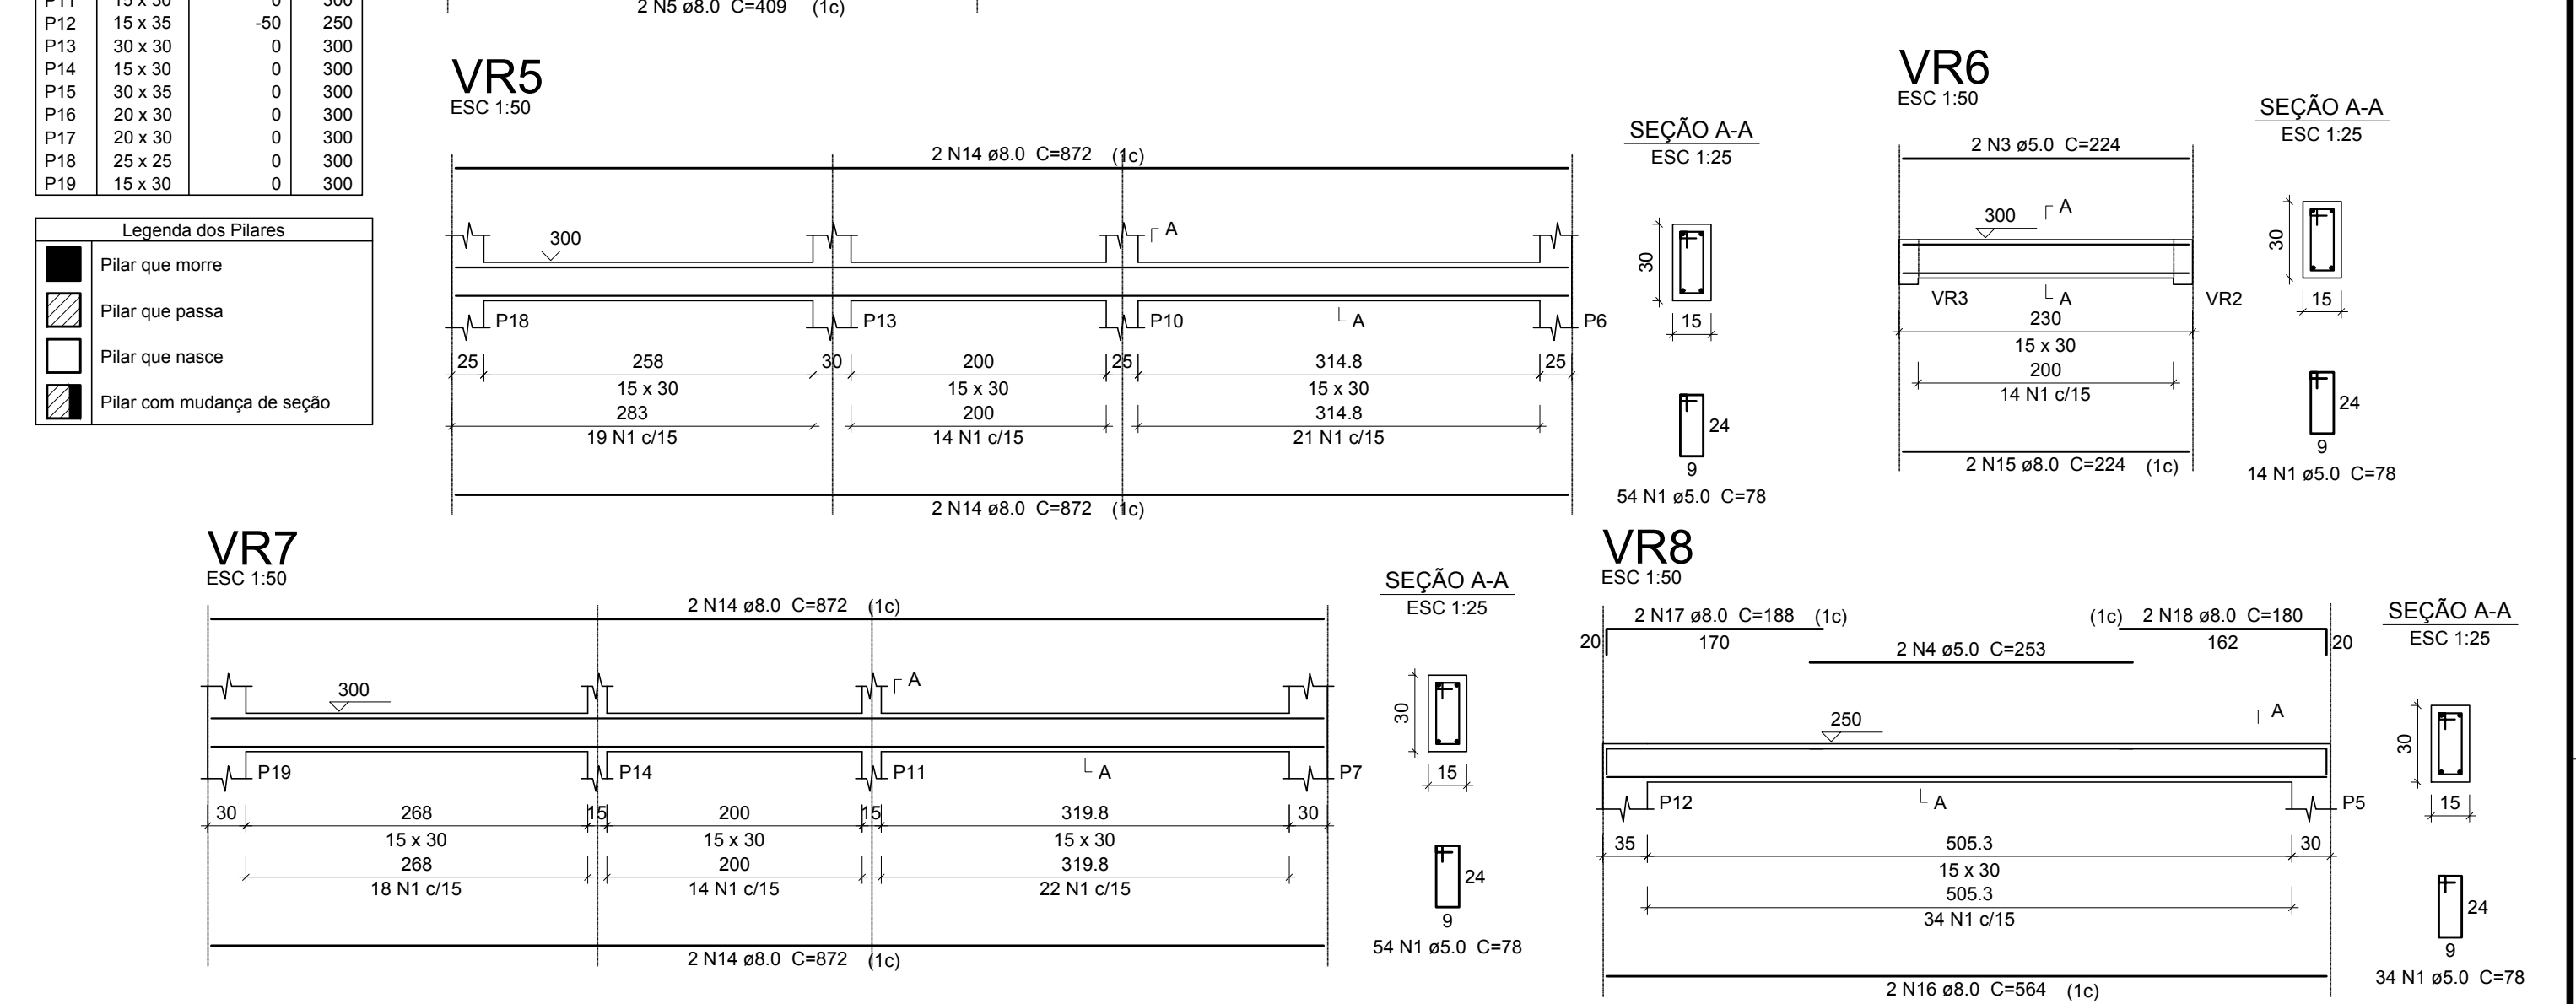 P11 15 x 30 0 300
P12 15 x 35 -50 250
P13 30 x 30 0 300
P14 15 x 30 0 300
P15 30 x 35 0 300
P16 20 x 30 0 300
P17 20 x 30 0 300
P18 25 x 25 0 300
P19 15 x 30 0 300
Legenda dos Pilares
Pilar que morre
Pilar que passa
Pilar que nasce
Pilar com mudança de seção
2 N5 ø8.0 C=409 (1c)
VR5
ESC 1:50
2 N14 ø8.0 C=872 (1c)
300
A
P18 P13 P10 A P6
25 258 30 200 25 314.8 25
15 x 30 15 x 30 15 x 30
283 200 314.8
19 N1 c/15 14 N1 c/15 21 N1 c/15
2 N14 ø8.0 C=872 (1c)
SEÇÃO A-A
ESC 1:25
30
15
24
9
54 N1 ø5.0 C=78
VR6
ESC 1:50
2 N3 ø5.0 C=224
300 A
VR3 A VR2
230
15 x 30
200
14 N1 c/15
2 N15 ø8.0 C=224 (1c)
SEÇÃO A-A
ESC 1:25
30
15
24
9
14 N1 ø5.0 C=78
VR7
ESC 1:50
2 N14 ø8.0 C=872 (1c)
300 A
P19 P14 P11 A P7
30 268 15 200 15 319.8 30
15 x 30 15 x 30 15 x 30
268 200 319.8
18 N1 c/15 14 N1 c/15 22 N1 c/15
2 N14 ø8.0 C=872 (1c)
SEÇÃO A-A
ESC 1:25
30
15
24
9
54 N1 ø5.0 C=78
VR8
ESC 1:50
2 N17 ø8.0 C=188 (1c) (1c) 2 N18 ø8.0 C=180
20 170 162 20
2 N4 ø5.0 C=253
250 A
P12 A P5
35 505.3 30
15 x 30
505.3
34 N1 c/15
2 N16 ø8.0 C=564 (1c)
SEÇÃO A-A
ESC 1:25
30
15
24
9
34 N1 ø5.0 C=78